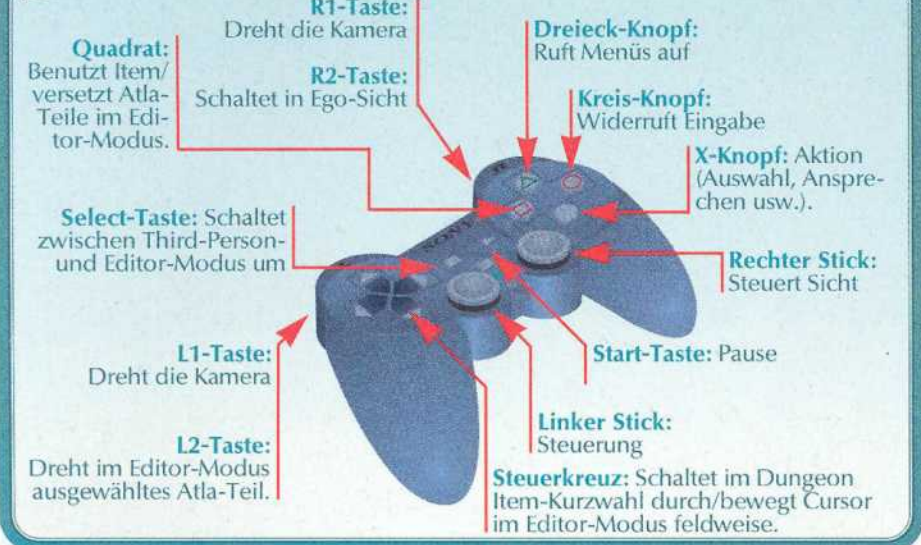 R1-Taste:
Dreht die Kamera
R2-Taste:
Schaltet in Ego-Sicht
Quadrat:
Benutzt Item/
versetzt Atla-
Teile im Edi-
tor-Modus.
Dreieck-Knopf:
Ruft Menüs auf
Kreis-Knopf:
Widerruft Eingabe
X-Knopf: Aktion
(Auswahl, Anspre-
chen usw.).
Select-Taste: Schaltet
zwischen Third-Person-
und Editor-Modus um
SONY
Rechter Stick:
Steuert Sicht
L1-Taste:
Dreht die Kamera
Start-Taste: Pause
L2-Taste:
Dreht im Editor-Modus
ausgewähltes Atla-Teil.
Linker Stick:
Steuerung
Steuerkreuz: Schaltet im Dungeon
Item-Kurzwahl durch/bewegt Cursor
im Editor-Modus feldweise.